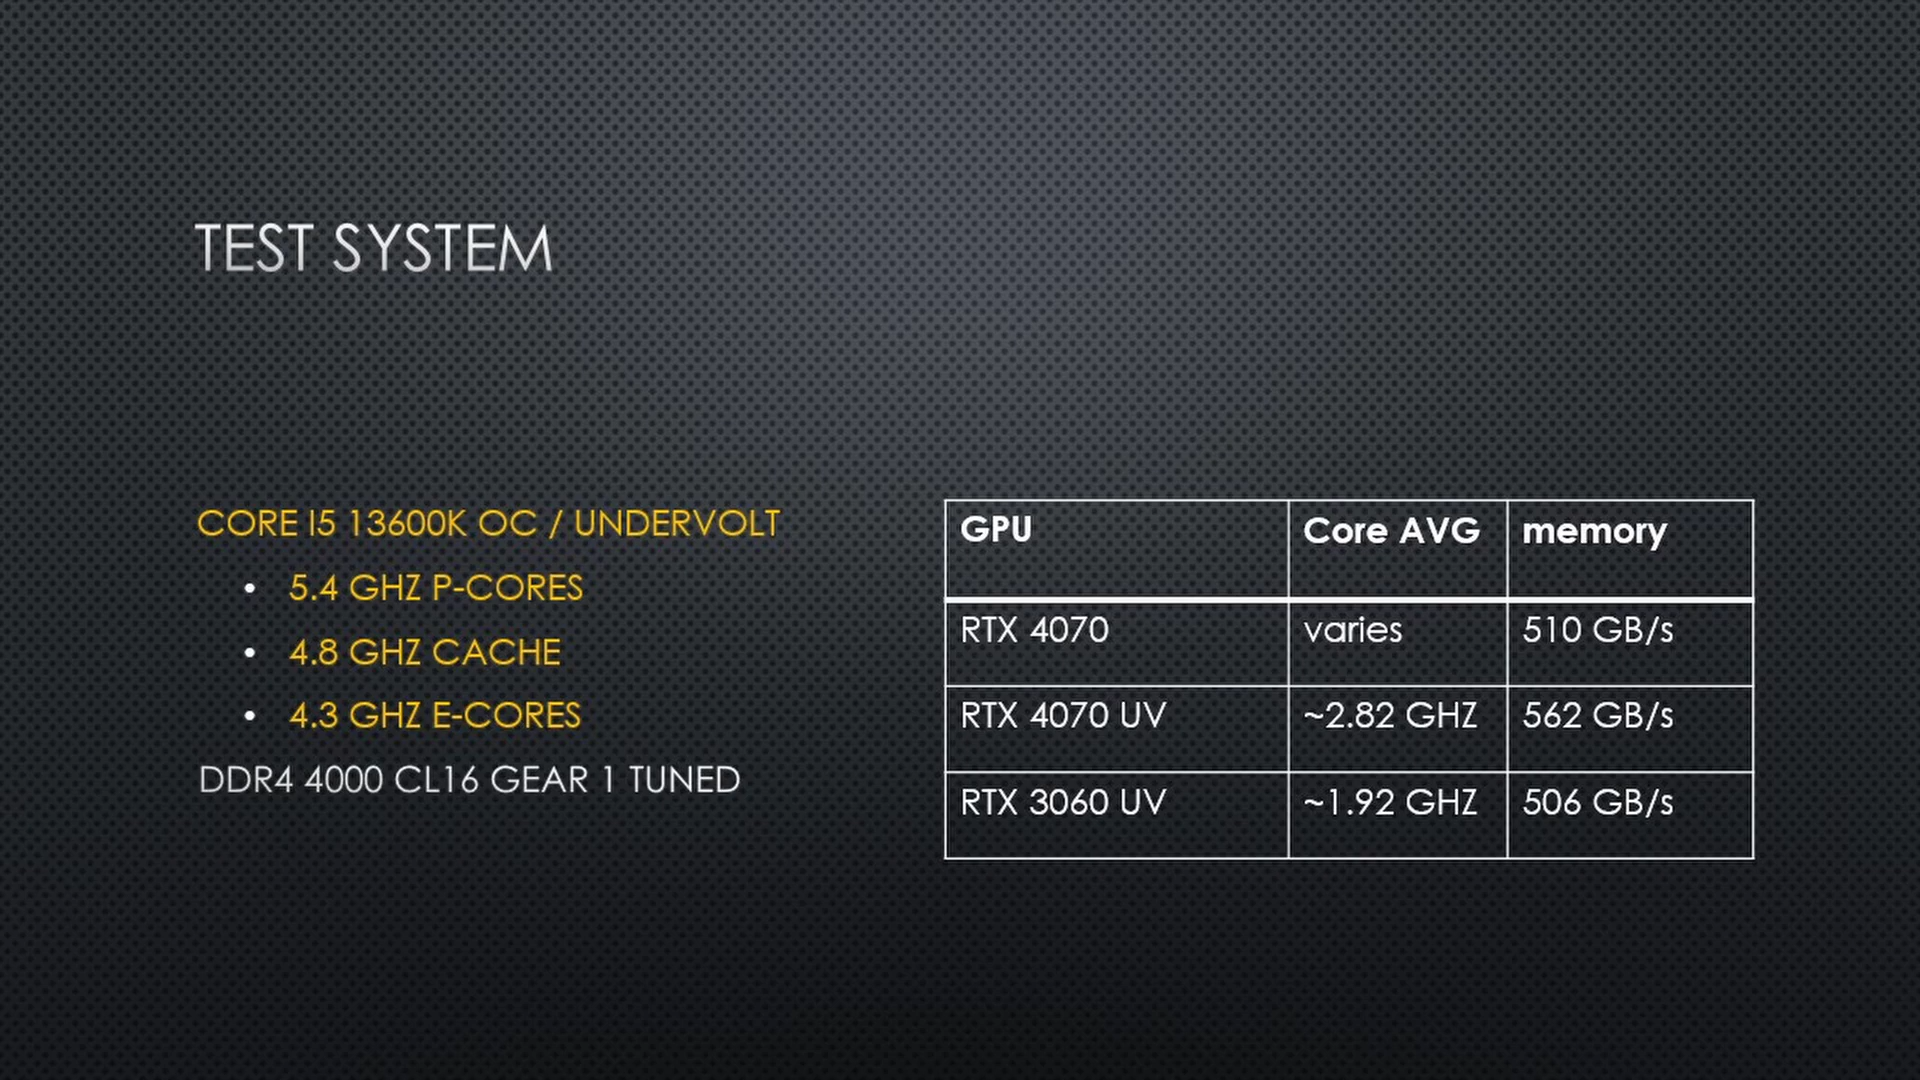 TEST SYSTEM
CORE I5 13600K OC / UNDERVOLT
• 5.4 GHZ P-CORES
• 4.8 GHZ CACHE
• 4.3 GHZ E-CORES
DDR4 4000 CL16 GEAR 1 TUNED
GPU Core AVG memory
RTX 4070 varies 510 GB/s
RTX 4070 UV ~2.82 GHZ 562 GB/s
RTX 3060 UV ~1.92 GHZ 506 GB/s